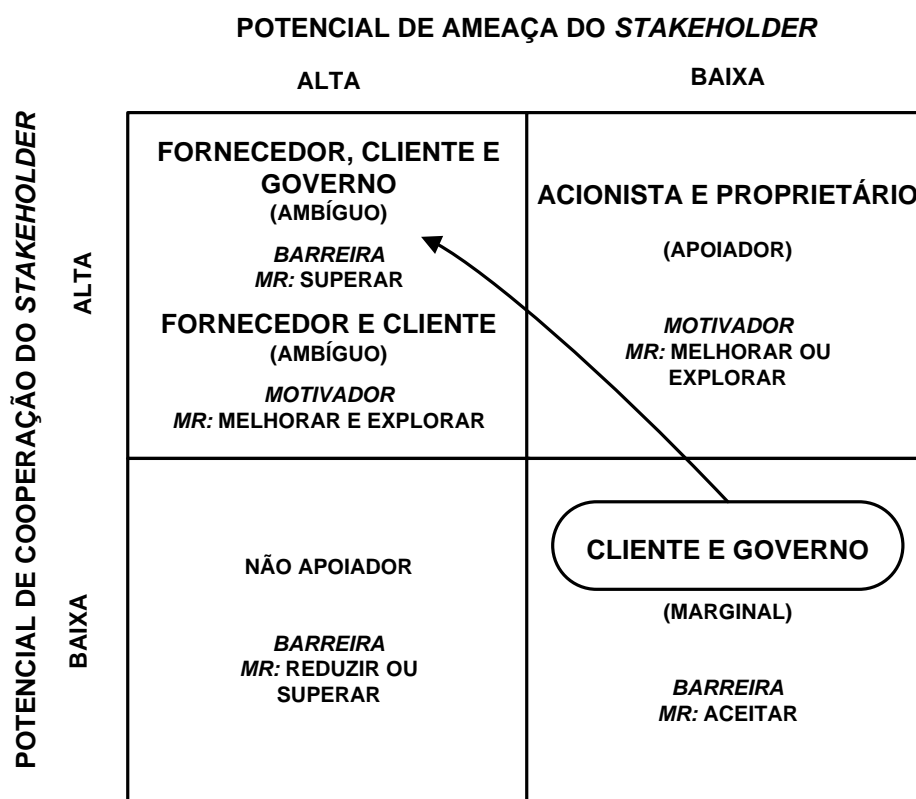 POTENCIAL DE AMEAÇA DO STAKEHOLDER
ALTA
BAIXA
POTENCIAL DE COOPERAÇÃO DO STAKEHOLDER
ALTA
FORNECEDOR, CLIENTE E
GOVERNO
(AMBÍGUO)
BARREIRA
MR: SUPERAR
FORNECEDOR E CLIENTE
(AMBÍGUO)
MOTIVADOR
MR: MELHORAR E EXPLORAR
ACIONISTA E PROPRIETÁRIO
(APOIADOR)
MOTIVADOR
MR: MELHORAR OU
EXPLORAR
BAIXA
NÃO APOIADOR
BARREIRA
MR: REDUZIR OU
SUPERAR
CLIENTE E GOVERNO
(MARGINAL)
BARREIRA
MR: ACEITAR